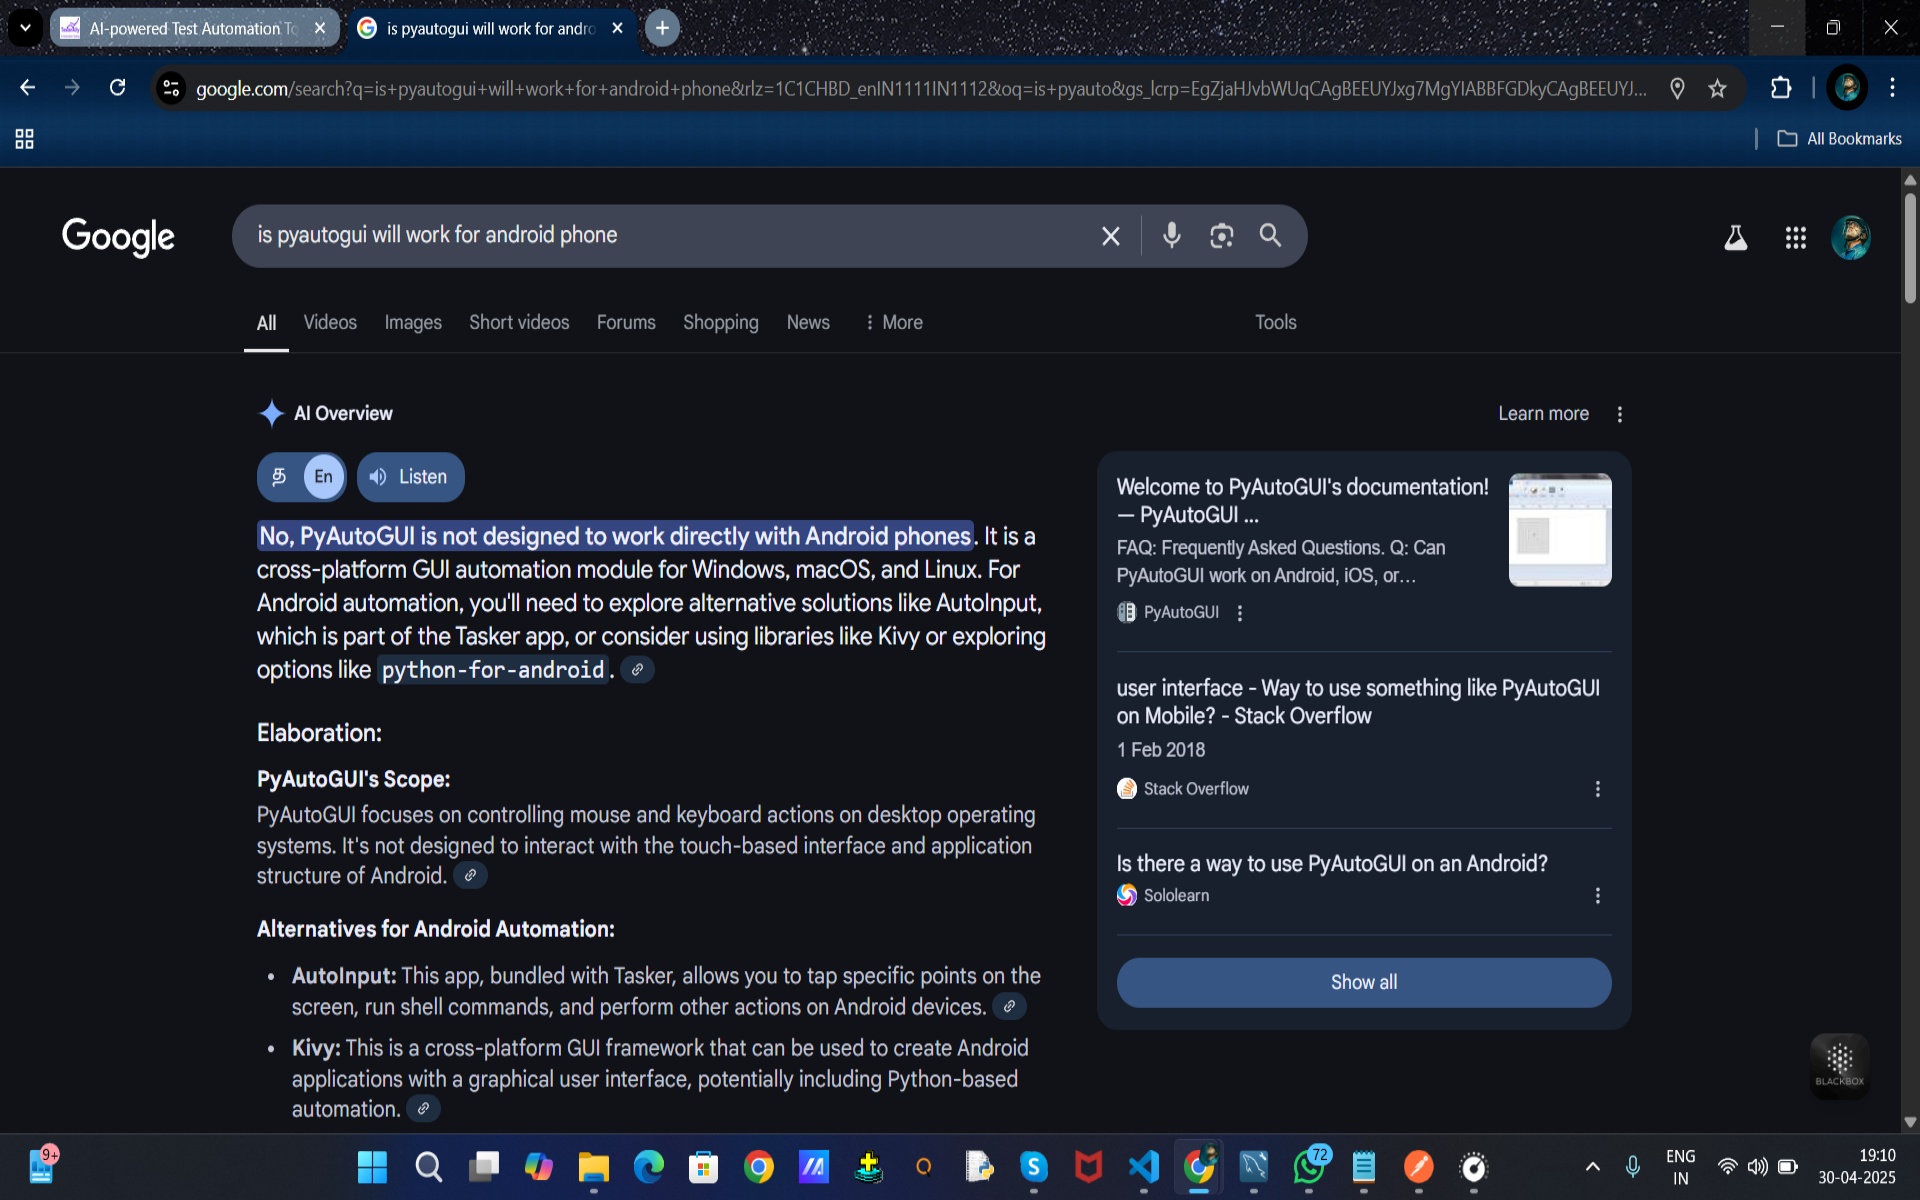 AI-powered Test Automation To
is pyautogui will work for andro
google.com/search?q=is+pyautogui+will+work+for+android+phone&rlz=1C1CHBD_enIN1111IN1112&oq=is+pyauto&gs_lcrp=EgZjaHJvbWUqCAgBEEUYJxg7MgYIABBFGDkyCAgBEEUYJ...
All Bookmarks
Google
is pyautogui will work for android phone
All Videos Images Short videos Forums Shopping News More Tools
AI Overview
Learn more
த En Listen
No, PyAutoGUI is not designed to work directly with Android phones. It is a
cross-platform GUI automation module for Windows, macOS, and Linux. For
Android automation, you'll need to explore alternative solutions like AutoInput,
which is part of the Tasker app, or consider using libraries like Kivy or exploring
options like python-for-android.
Elaboration:
PyAutoGUI's Scope:
PyAutoGUI focuses on controlling mouse and keyboard actions on desktop operating
systems. It's not designed to interact with the touch-based interface and application
structure of Android.
Alternatives for Android Automation:
• AutoInput: This app, bundled with Tasker, allows you to tap specific points on the
screen, run shell commands, and perform other actions on Android devices.
• Kivy: This is a cross-platform GUI framework that can be used to create Android
applications with a graphical user interface, potentially including Python-based
automation.
Welcome to PyAutoGUI's documentation!
— PyAutoGUI ...
FAQ: Frequently Asked Questions. Q: Can
PyAutoGUI work on Android, iOS, or...
PyAutoGUI
user interface - Way to use something like PyAutoGUI
on Mobile? - Stack Overflow
1 Feb 2018
Stack Overflow
Is there a way to use PyAutoGUI on an Android?
Sololearn
Show all
BLACKBOX
9+
72
ENG
IN
19:10
30-04-2025